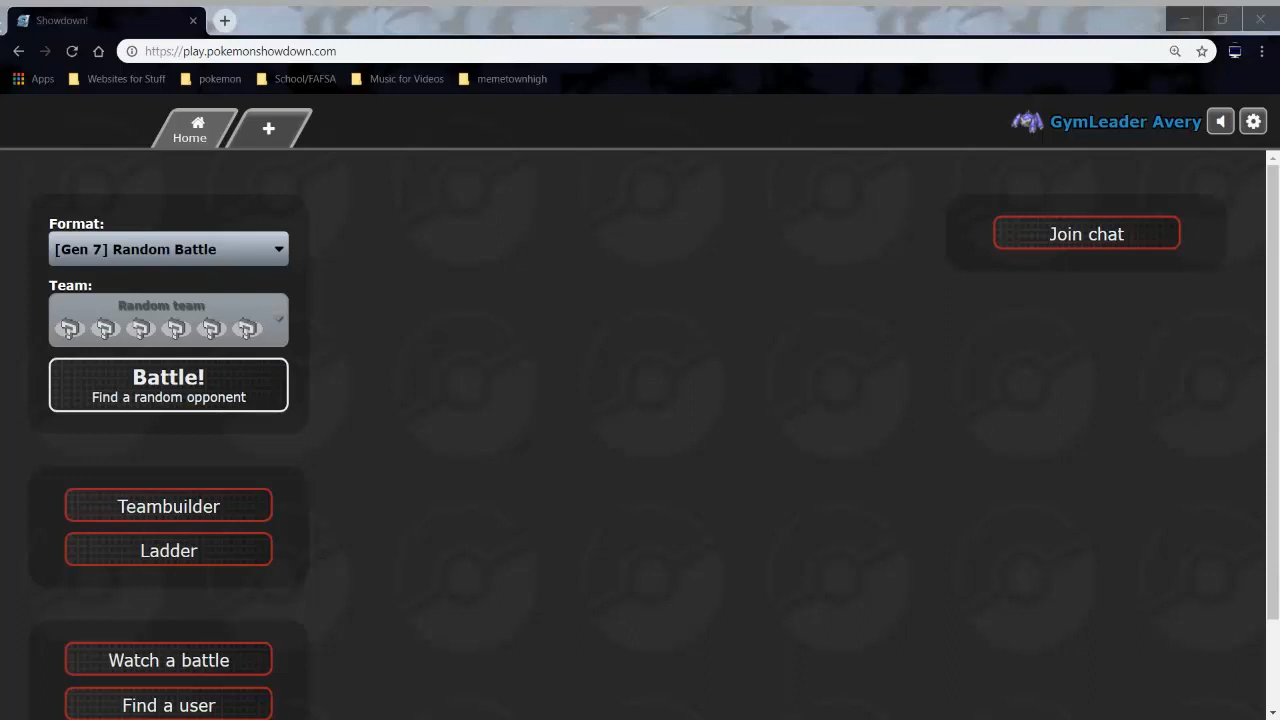 Showdown!
https://play.pokemonshowdown.com
Apps
Websites for Stuff
pokemon
School/FAFSA
Music for Videos
memetownhigh
Home
GymLeader Avery
Format:
[Gen 7] Random Battle
Team:
Random team
Battle!
Find a random opponent
Join chat
Teambuilder
Ladder
Watch a battle
Find a user